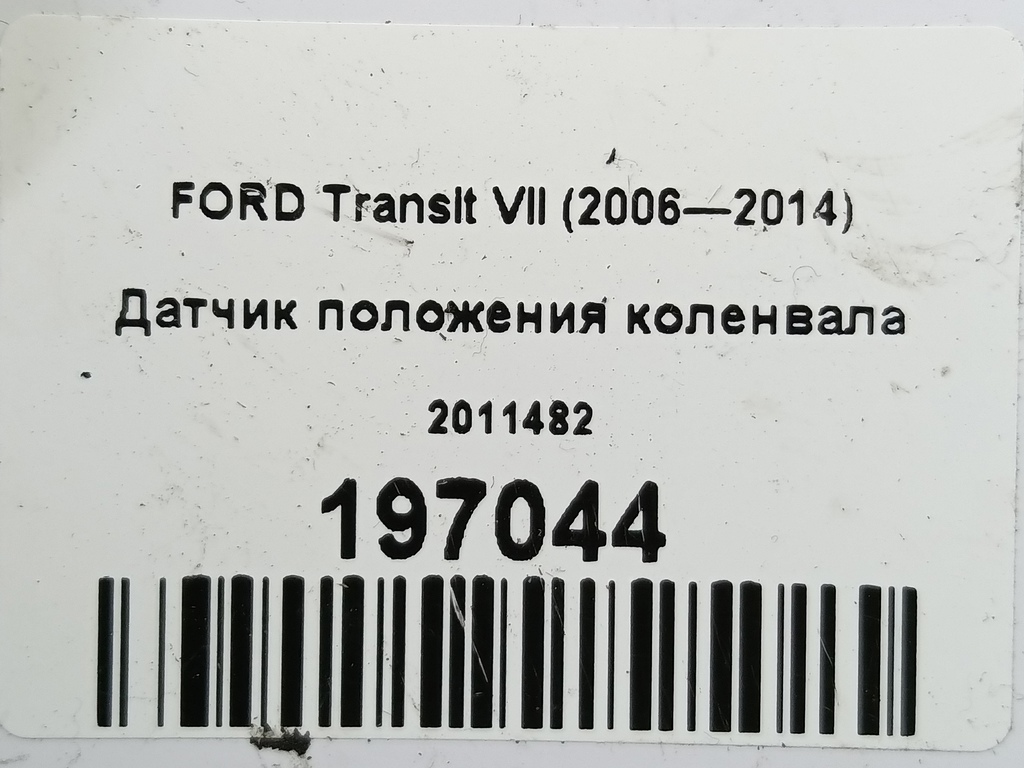 FORD Transit VII (2006—2014)
Датчик положения коленвала
2011482
197044